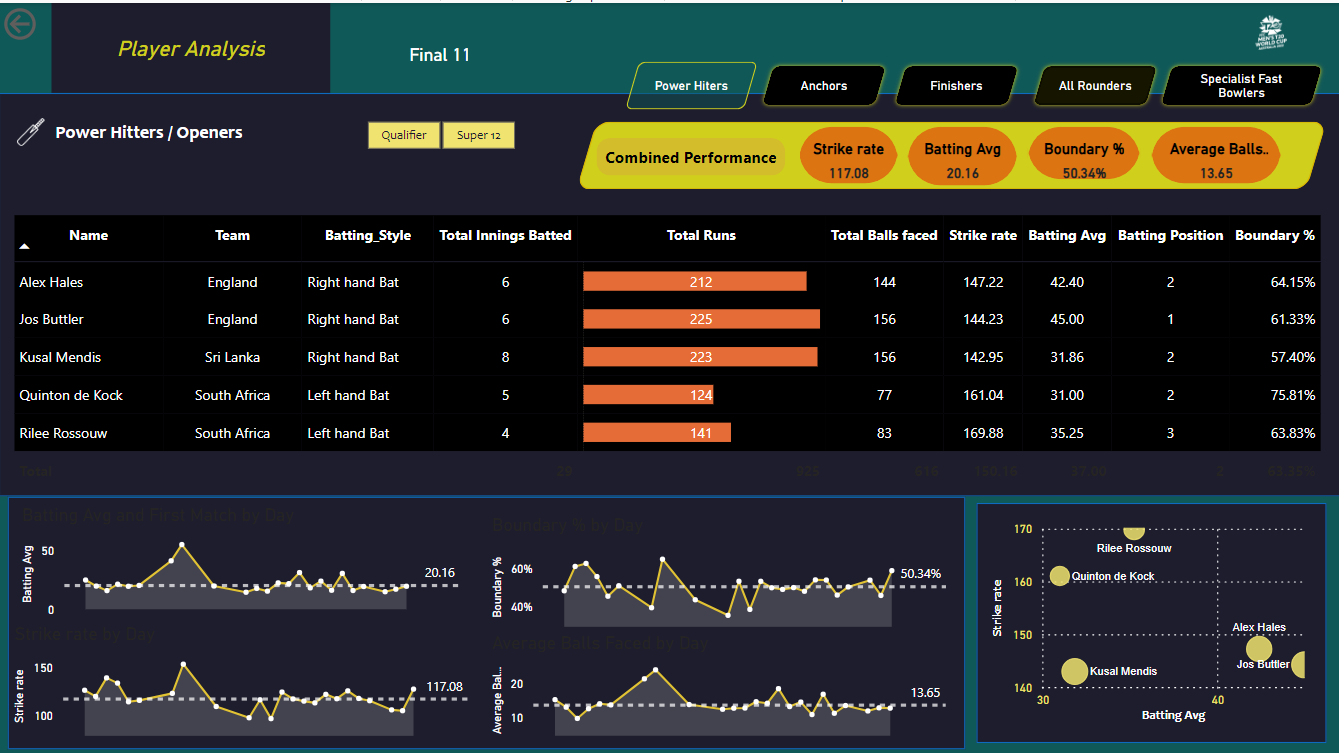 Player Analysis
Final 11
MEN'S T20
WORLD CUP
Power Hiters
Anchors
Finishers
All Rounders
Specialist Fast
Bowlers
Power Hitters / Openers
Qualifier
Super 12
Combined Performance
Strike rate
117.08
Batting Avg
20.16
Boundary %
50.34%
Average Balls..
13.65
Name Team Batting_Style Total Innings Batted Total Runs Total Balls faced Strike rate Batting Avg Batting Position Boundary %
Alex Hales England Right hand Bat 6 212 144 147.22 42.40 2 64.15%
Jos Buttler England Right hand Bat 6 225 156 144.23 45.00 1 61.33%
Kusal Mendis Sri Lanka Right hand Bat 8 223 156 142.95 31.86 2 57.40%
Quinton de Kock South Africa Left hand Bat 5 124 77 161.04 31.00 2 75.81%
Rilee Rossouw South Africa Left hand Bat 4 141 83 169.88 35.25 3 63.83%
Total 29 925 616 150.16 37.00 2 63.35%
Batting Avg and First Match by Day
Batting Avg
50
0
20.16
Boundary % by Day
Boundary %
60%
40%
50.34%
Strike rate by Day
Strike rate
150
100
117.08
Average Balls Faced by Day
Average Bal...
20
10
13.65
Strike rate
170
160
150
140
Rilee Rossouw
Quinton de Kock
Alex Hales
Jos Buttler
Kusal Mendis
30
40
Batting Avg